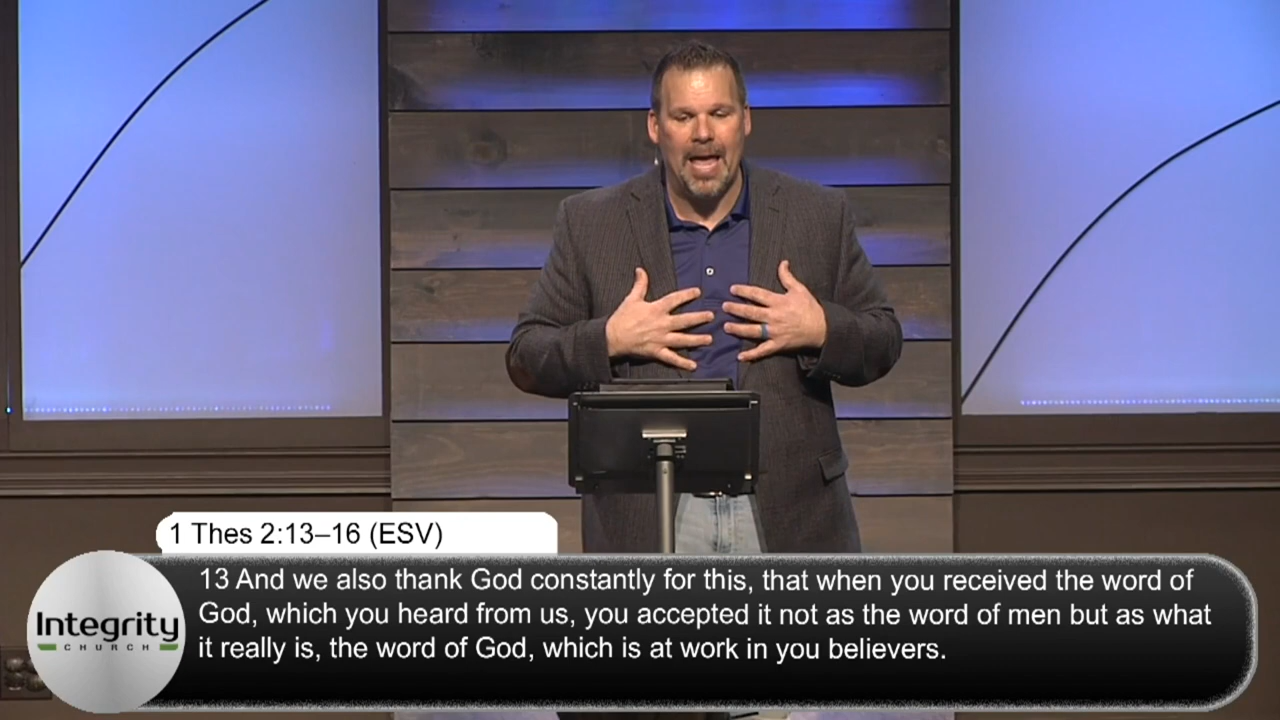 1 Thes 2:13–16 (ESV)
13 And we also thank God constantly for this, that when you received the word of
God, which you heard from us, you accepted it not as the word of men but as what
it really is, the word of God, which is at work in you believers.
Integrity
CHURCH